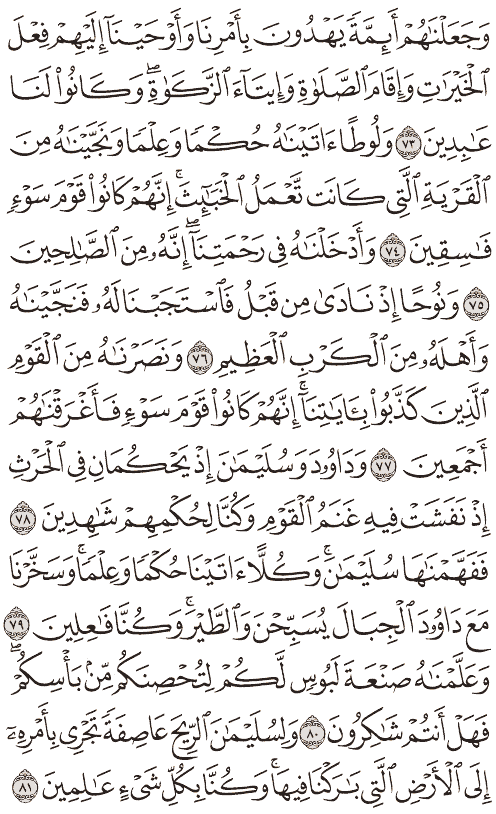 وَجَعَلْنَٰهُمْ أَئِمَّةً يَهْدُونَ بِأَمْرِنَا وَأَوْحَيْنَآ إِلَيْهِمْ فِعْلَ
ٱلْخَيْرَٰتِ وَإِقَامَ ٱلصَّلَوٰةِ وَإِيتَآءَ ٱلزَّكَوٰةِۖ وَكَانُوا۟ لَنَا
عَٰبِدِينَ ٧٣ وَلُوطًا ءَاتَيْنَٰهُ حُكْمًا وَعِلْمًا وَنَجَّيْنَٰهُ مِنَ
ٱلْقَرْيَةِ ٱلَّتِى كَانَت تَّعْمَلُ ٱلْخَبَٰٓئِثَۚ إِنَّهُمْ كَانُوا۟ قَوْمَ سَوْءٍ
فَٰسِقِينَ ٧٤ وَأَدْخَلْنَٰهُ فِى رَحْمَتِنَآۖ إِنَّهُۥ مِنَ ٱلصَّٰلِحِينَ
٧٥ وَنُوحًا إِذْ نَادَىٰ مِن قَبْلُ فَٱسْتَجَبْنَا لَهُۥ فَنَجَّيْنَٰهُ
وَأَهْلَهُۥ مِنَ ٱلْكَرْبِ ٱلْعَظِيمِ ٧٦ وَنَصَرْنَٰهُ مِنَ ٱلْقَوْمِ
ٱلَّذِينَ كَذَّبُوا۟ بِـَٔايَٰتِنَآۚ إِنَّهُمْ كَانُوا۟ قَوْمَ سَوْءٍ فَأَغْرَقْنَٰهُمْ
أَجْمَعِينَ ٧٧ وَدَاوُۥدَ وَسُلَيْمَٰنَ إِذْ يَحْكُمَانِ فِى ٱلْحَرْثِ
إِذْ نَفَشَتْ فِيهِ غَنَمُ ٱلْقَوْمِ وَكُنَّا لِحُكْمِهِمْ شَٰهِدِينَ ٧٨
فَفَهَّمْنَٰهَا سُلَيْمَٰنَۚ وَكُلًّا ءَاتَيْنَا حُكْمًا وَعِلْمًاۚ وَسَخَّرْنَا
مَعَ دَاوُۥدَ ٱلْجِبَالَ يُسَبِّحْنَ وَٱلطَّيْرَۚ وَكُنَّا فَٰعِلِينَ ٧٩
وَعَلَّمْنَٰهُ صَنْعَةَ لَبُوسٍ لَّكُمْ لِتُحْصِنَكُم مِّنۢ بَأْسِكُمْۖ
فَهَلْ أَنتُمْ شَٰكِرُونَ ٨٠ وَلِسُلَيْمَٰنَ ٱلرِّيحَ عَاصِفَةً تَجْرِى بِأَمْرِهِۦٓ
إِلَى ٱلْأَرْضِ ٱلَّتِى بَٰرَكْنَا فِيهَاۚ وَكُنَّا بِكُلِّ شَىْءٍ عَٰلِمِينَ ٨١